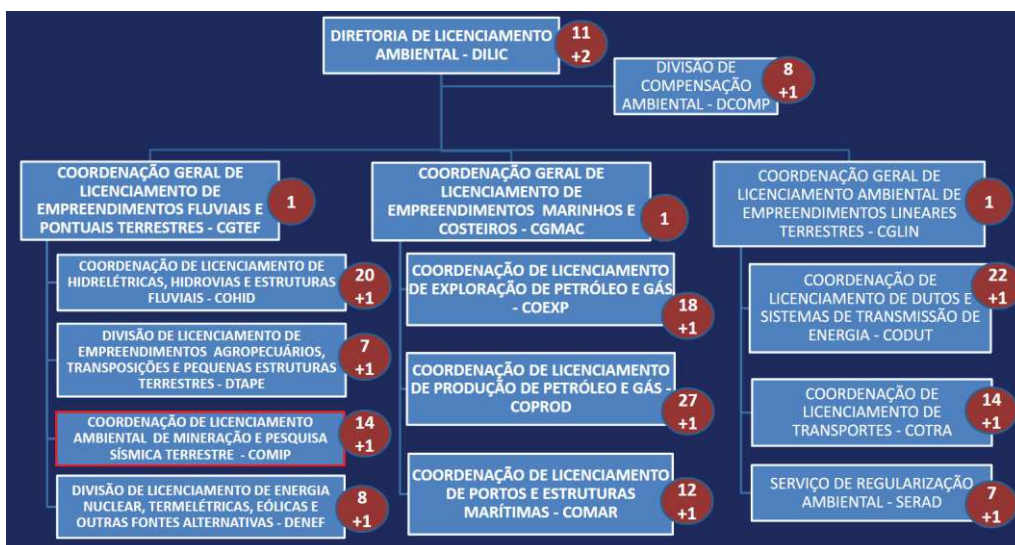 DIRETORIA DE LICENCIAMENTO
AMBIENTAL - DILIC
11
+2
DIVISÃO DE
COMPENSAÇÃO
AMBIENTAL - DCOMP
8
+1
COORDENAÇÃO GERAL DE
LICENCIAMENTO DE
EMPREENDIMENTOS FLUVIAIS E
PONTUAIS TERRESTRES - CGTEF
1
COORDENAÇÃO DE LICENCIAMENTO DE
HIDRELÉTRICAS, HIDROVIAS E ESTRUTURAS
FLUVIAIS - COHID
20
+1
DIVISÃO DE LICENCIAMENTO DE
EMPREENDIMENTOS AGROPECUÁRIOS,
TRANSPOSIÇÕES E PEQUENAS ESTRUTURAS
TERRESTRES - DTAPE
7
+1
COORDENAÇÃO DE LICENCIAMENTO
AMBIENTAL DE MINERAÇÃO E PESQUISA
SÍSMICA TERRESTRE - COMIP
14
+1
DIVISÃO DE LICENCIAMENTO DE ENERGIA
NUCLEAR, TERMELÉTRICAS, EÓLICAS E
OUTRAS FONTES ALTERNATIVAS - DENEF
8
+1
COORDENAÇÃO GERAL DE
LICENCIAMENTO DE
EMPREENDIMENTOS MARINHOS E
COSTEIROS - CGMAC
1
COORDENAÇÃO DE LICENCIAMENTO
DE EXPLORAÇÃO DE PETRÓLEO E GÁS
- COEXP
18
+1
COORDENAÇÃO DE LICENCIAMENTO
DE PRODUÇÃO DE PETRÓLEO E GÁS -
COPROD
27
+1
COORDENAÇÃO DE LICENCIAMENTO
DE PORTOS E ESTRUTURAS
MARÍTIMAS - COMAR
12
+1
COORDENAÇÃO GERAL DE
LICENCIAMENTO AMBIENTAL DE
EMPREENDIMENTOS LINEARES
TERRESTRES - CGLIN
1
COORDENAÇÃO DE
LICENCIAMENTO DE DUTOS E
SISTEMAS DE TRANSMISSÃO DE
ENERGIA - CODUT
22
+1
COORDENAÇÃO DE
LICENCIAMENTO DE
TRANSPORTES - COTRA
14
+1
SERVIÇO DE REGULARIZAÇÃO
AMBIENTAL - SERAD
7
+1